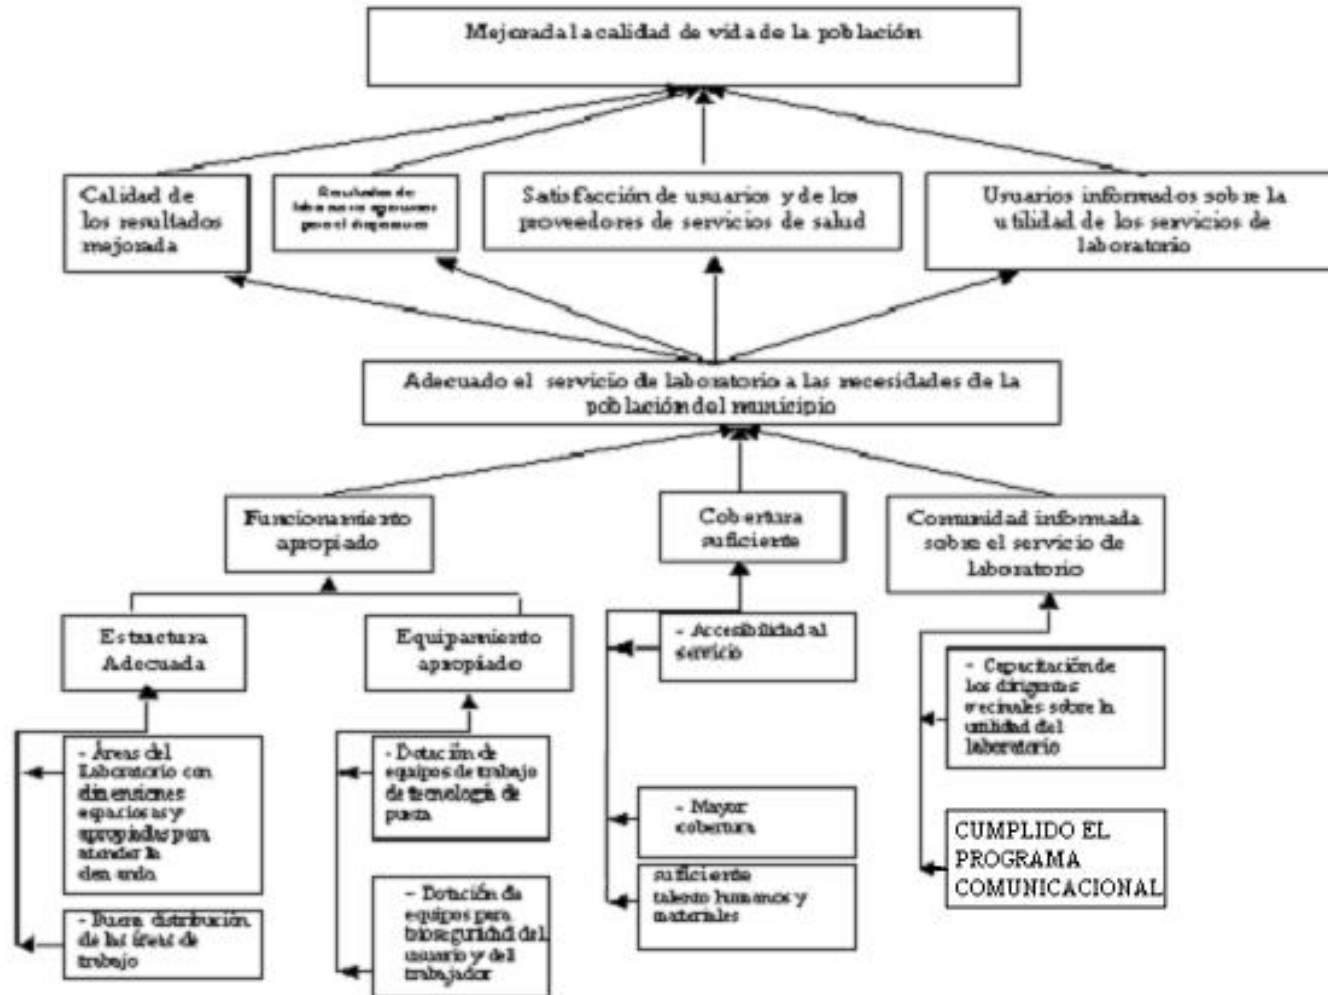 Mejorada la calidad de vida de la población
Calidad de
los resultados
mejorada
Resultados de
laboratorio
para el
Satisfacción de usuarios y de los
proveedores de servicios de salud
Usuarios informados sobre la
utilidad de los servicios de
laboratorio
Adecuado el servicio de laboratorio a las necesidades de la
población del municipio
Funcionamiento
apropiado
Cobertura
suficiente
Comunidad informada
sobre el servicio de
laboratorio
Estructura
Adecuada
Equipamiento
apropiado
- Accesibilidad al
servicio
- Capacitación de
los dirigentes
vecinales sobre la
utilidad del
laboratorio
- Áreas del
Laboratorio con
dimensiones
espaciosas y
apropiadas para
atender la
demanda
- Dotación de
equipos de trabajo
de tecnología de
- Mayor
cobertura
CUMPLIDO EL
PROGRAMA
COMUNICACIONAL
- Buena distribución
de las áreas de
trabajo
- Dotación de
equipos para
bioseguridad del
usuario y del
trabajador
suficiente
talento humanos y
materiales